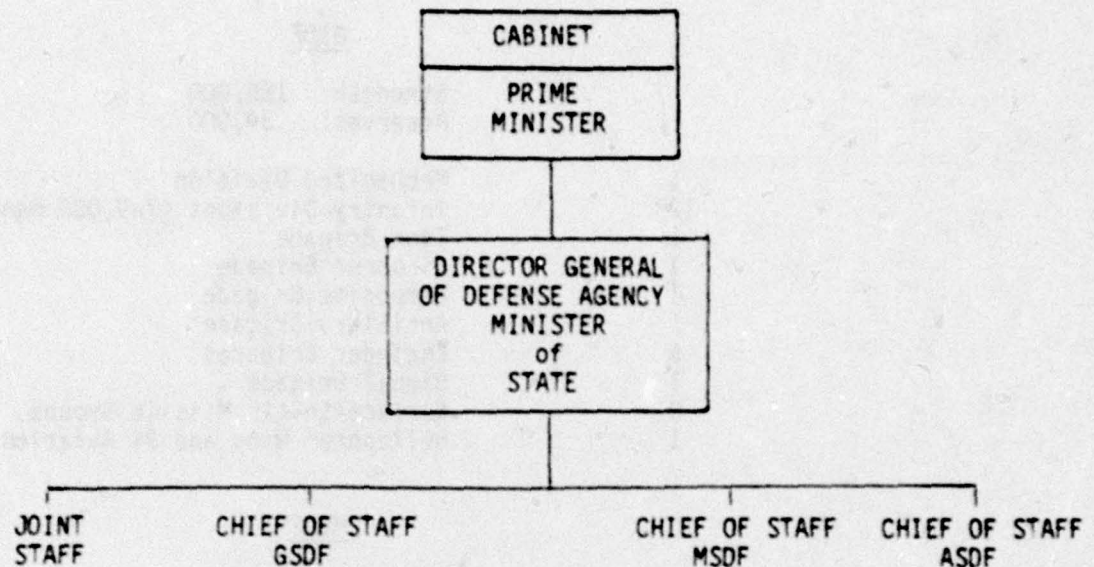 CABINET
PRIME
MINISTER
DIRECTOR GENERAL
OF DEFENSE AGENCY
MINISTER
of
STATE
JOINT
STAFF
CHIEF OF STAFF
GSDF
CHIEF OF STAFF
MSDF
CHIEF OF STAFF
ASDF